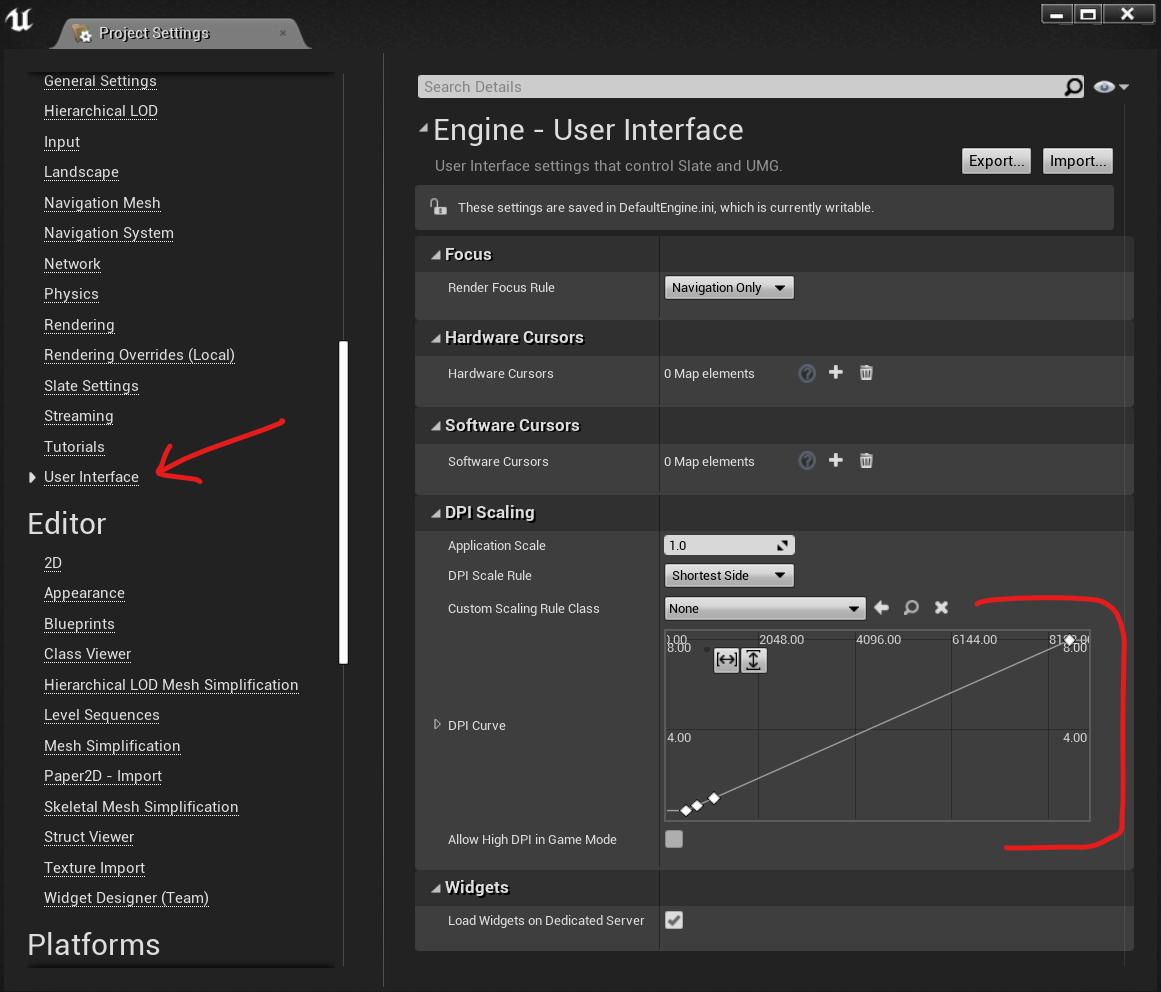 Project Settings
General Settings
Hierarchical LOD
Input
Landscape
Navigation Mesh
Navigation System
Network
Physics
Rendering
Rendering Overrides (Local)
Slate Settings
Streaming
Tutorials
User Interface
Editor
2D
Appearance
Blueprints
Class Viewer
Hierarchical LOD Mesh Simplification
Level Sequences
Mesh Simplification
Paper2D - Import
Skeletal Mesh Simplification
Struct Viewer
Texture Import
Widget Designer (Team)
Platforms
Search Details
Engine - User Interface
User Interface settings that control Slate and UMG.
Export... Import...
These settings are saved in DefaultEngine.ini, which is currently writable.
Focus
Render Focus Rule Navigation Only
Hardware Cursors
Hardware Cursors 0 Map elements
Software Cursors
Software Cursors 0 Map elements
DPI Scaling
Application Scale 1.0
DPI Scale Rule Shortest Side
Custom Scaling Rule Class None
2048.00 4096.00 6144.00
8.00 8.00
DPI Curve
4.00 4.00
Allow High DPI in Game Mode
Widgets
Load Widgets on Dedicated Server